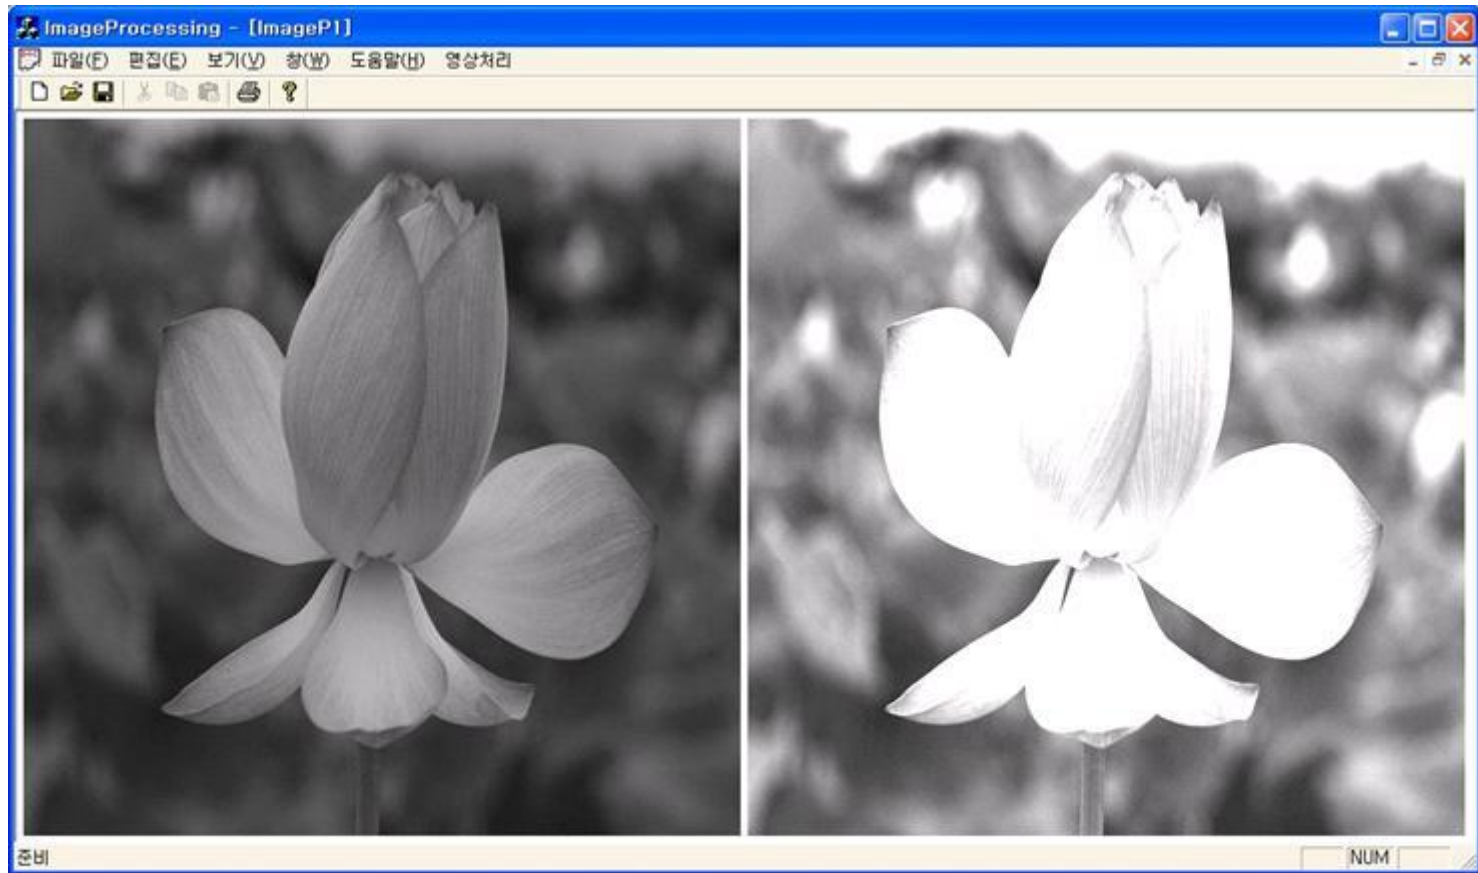 ImageProcessing - [ImageP1]
파일(F) 편집(E) 보기(V) 창(W) 도움말(H) 영상처리
준비 NUM